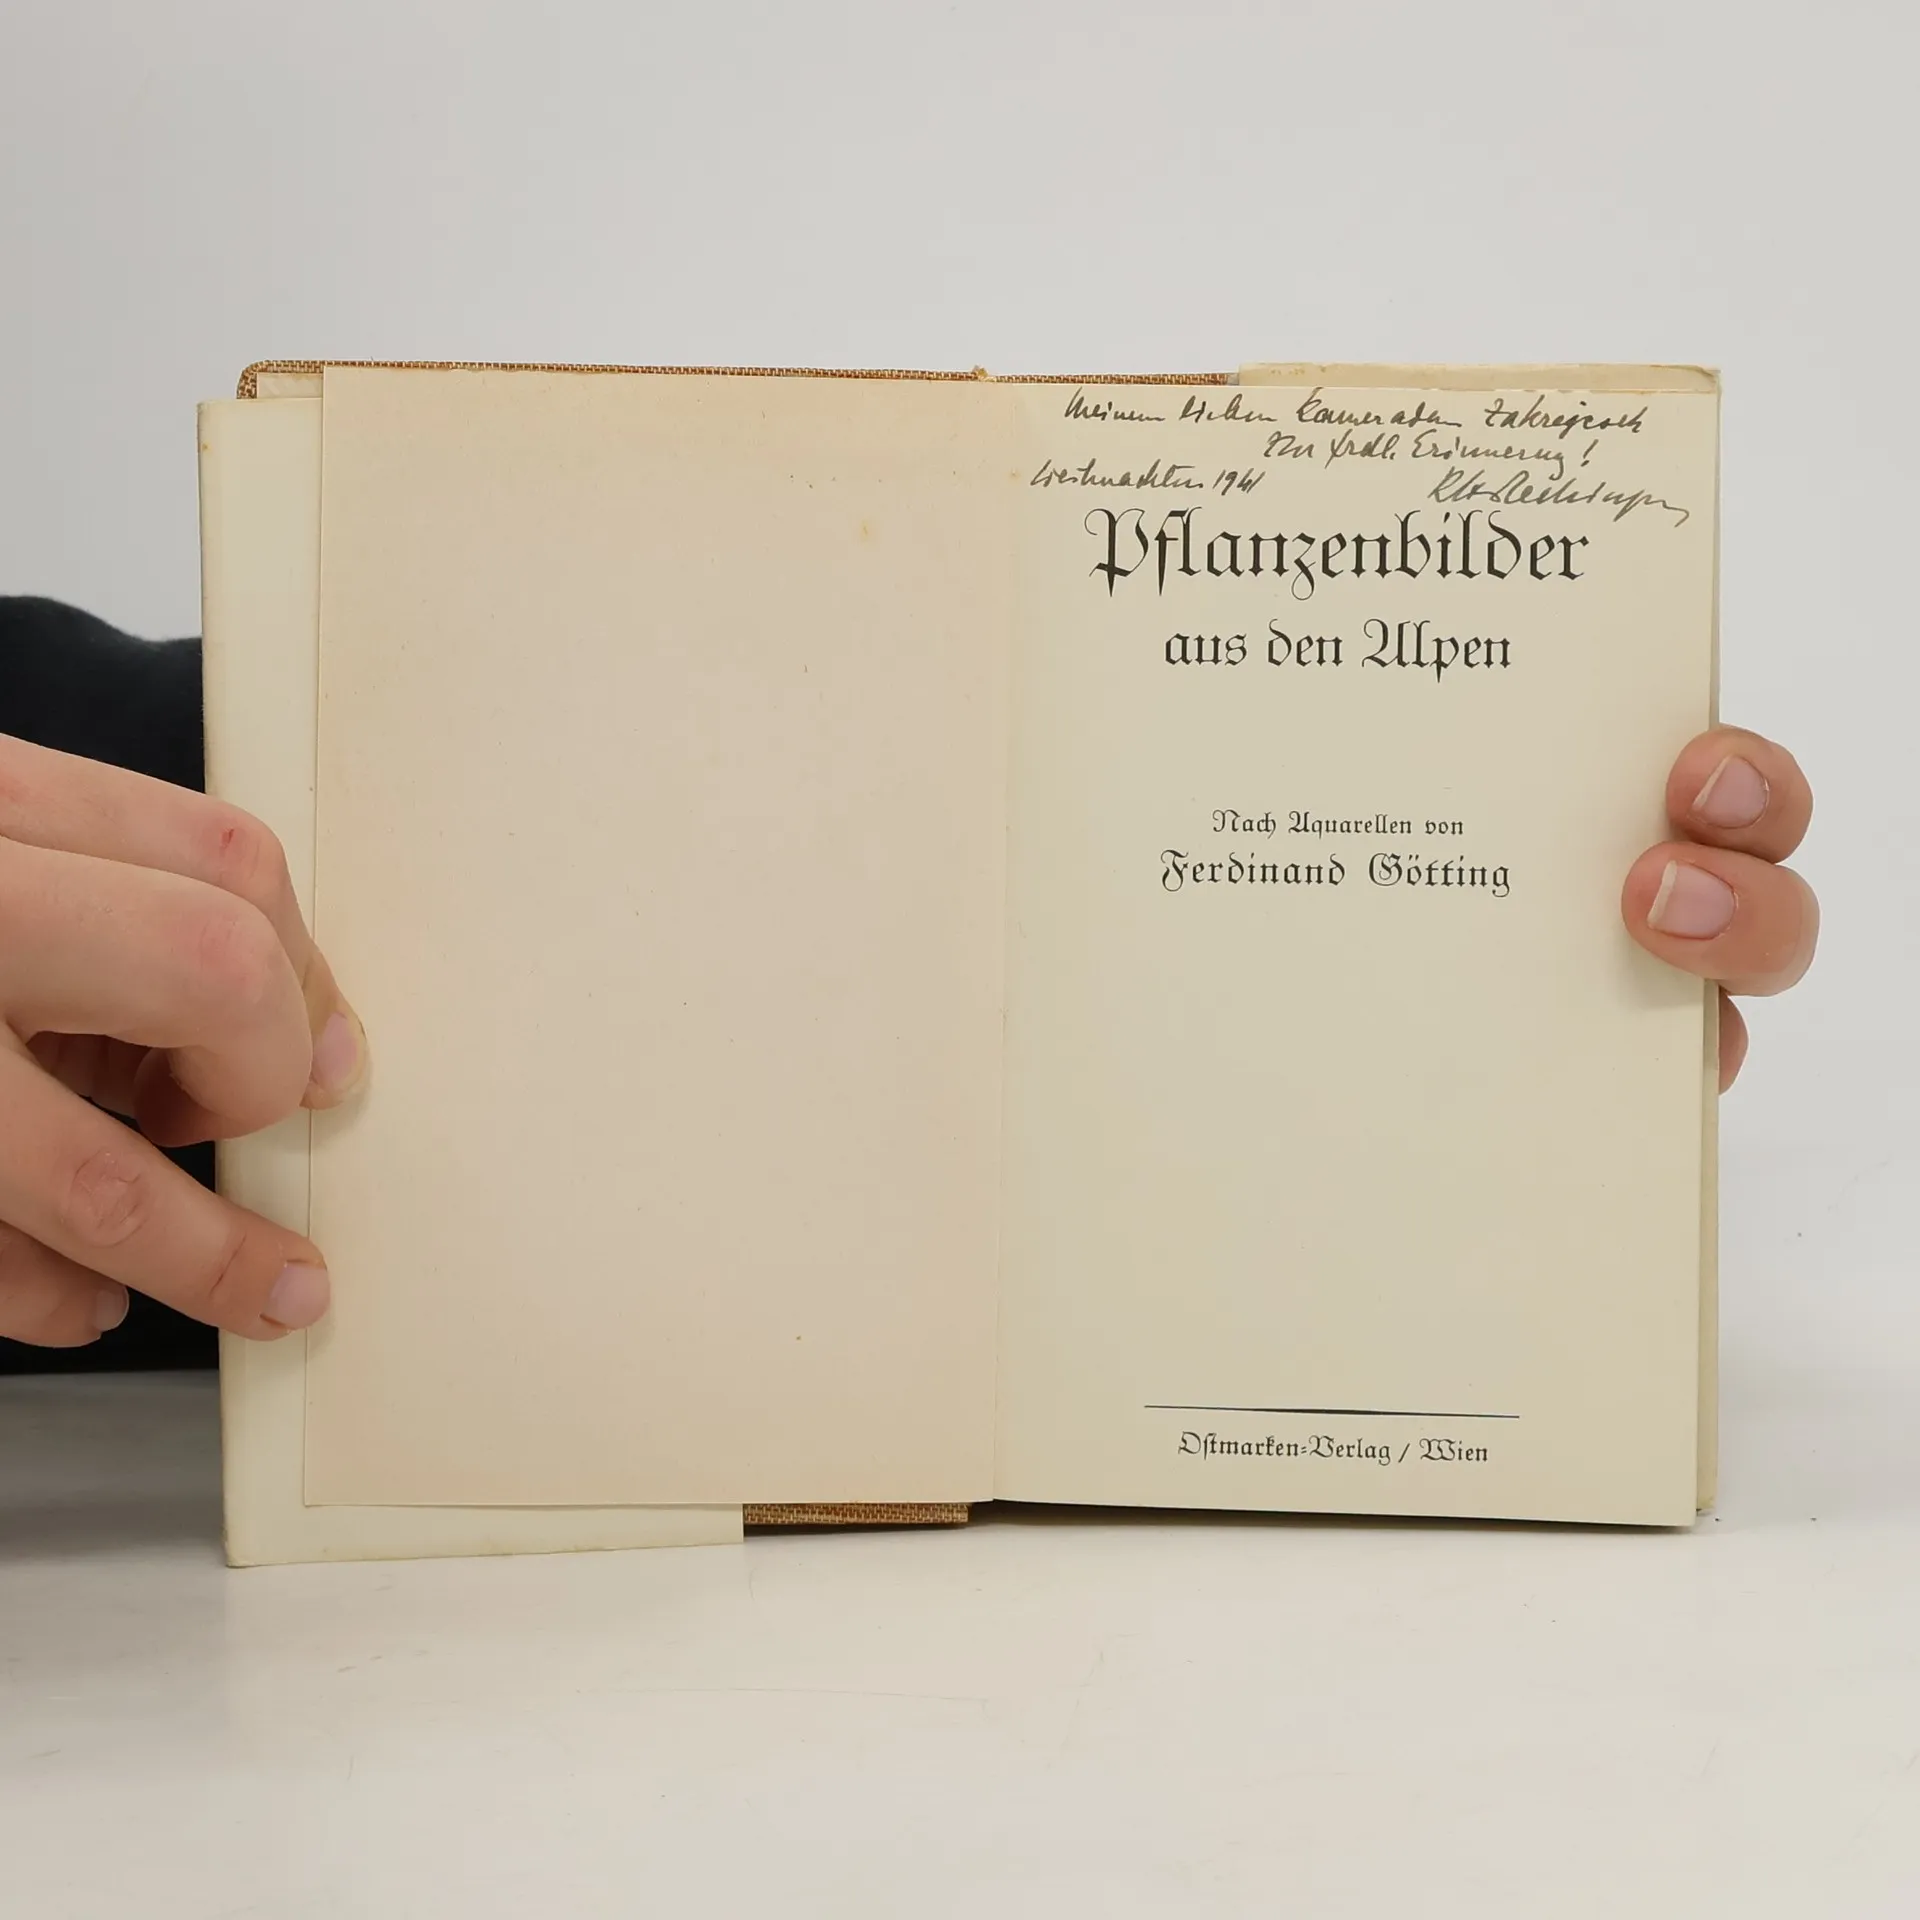 Meinem lieben Kameraden
Zur frdl. Erinnerung!
Weihnachten 1941
Pflanzenbilder
aus den Alpen
Nach Aquarellen von
Ferdinand Götting
Ostmarken-Verlag / Wien